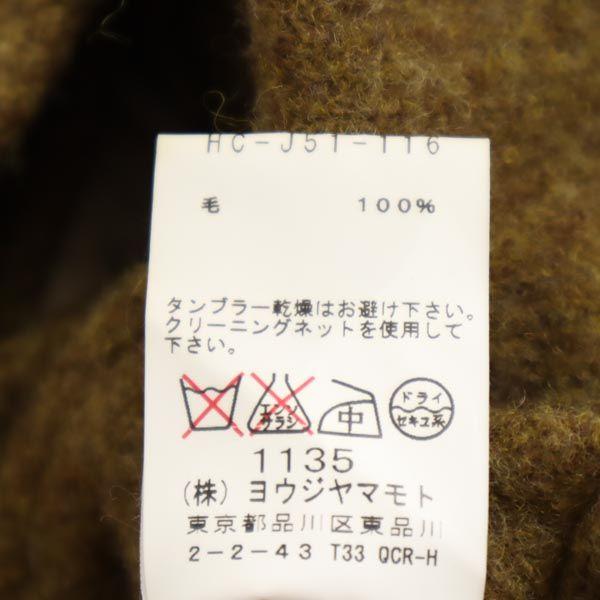 HC-J51-116
毛 100%
タンブラー乾燥はお避け下さい。
クリーニングネットを使用して
下さい。
エンソ
サラシ
中
ドライ
セキユ系
1135
(株) ヨウジヤマモト
東京都品川区東品川
2-2-43 T33 QCR-H